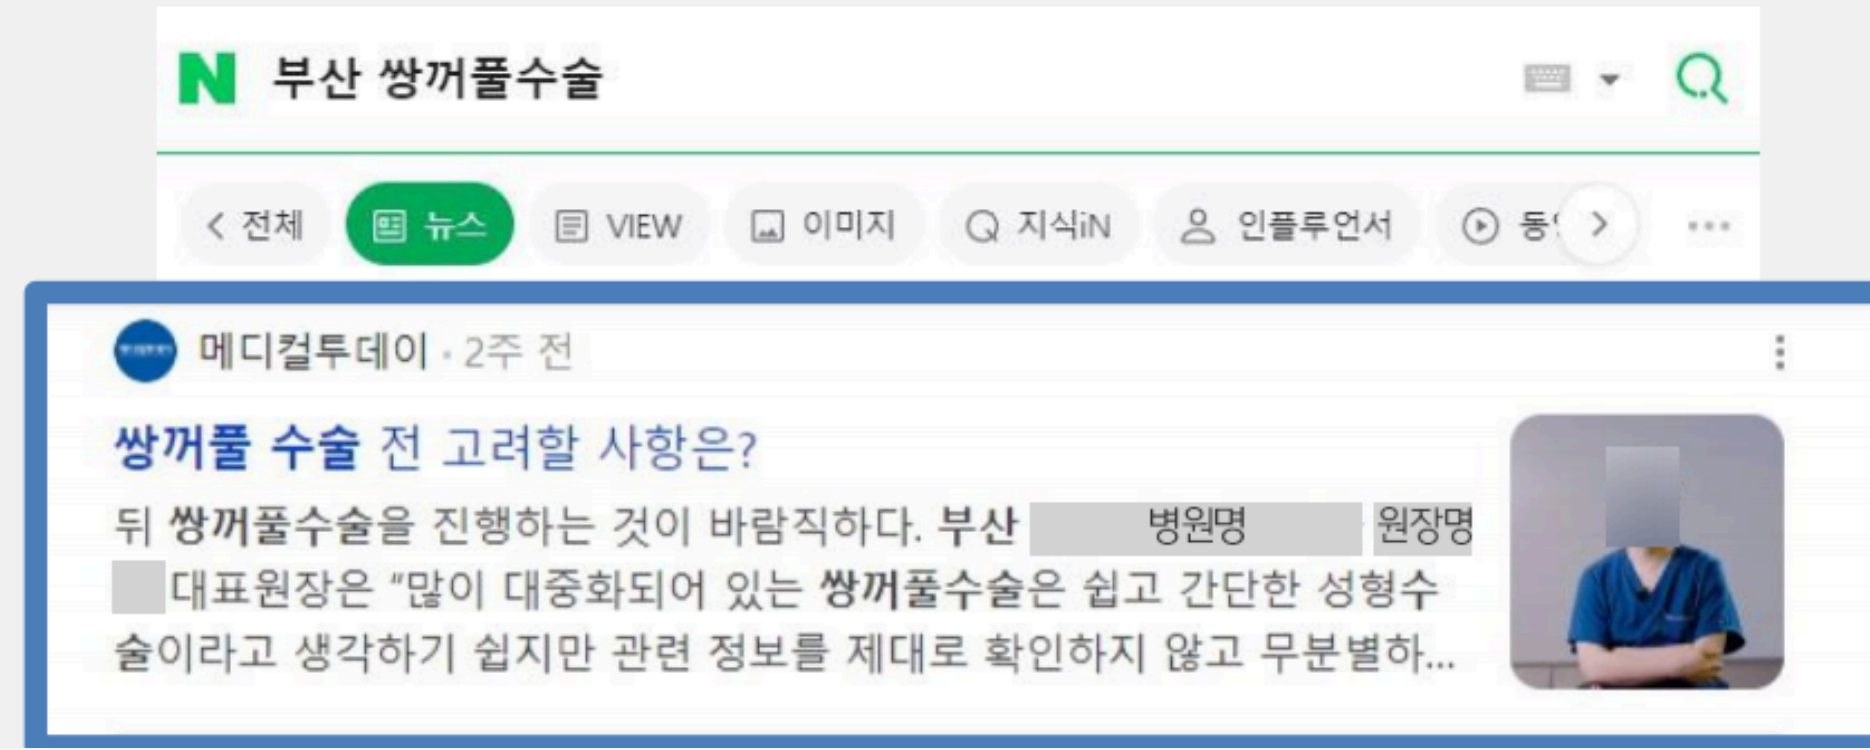 N 부산 쌍꺼풀수술
전체 뉴스 VIEW 이미지 지식iN 인플루언서
메디컬투데이 · 2주 전
쌍꺼풀 수술 전 고려할 사항은?
뒤 쌍꺼풀수술을 진행하는 것이 바람직하다. 부산 병원명 원장명
대표원장은 “많이 대중화되어 있는 쌍꺼풀수술은 쉽고 간단한 성형수
술이라고 생각하기 쉽지만 관련 정보를 제대로 확인하지 않고 무분별하...